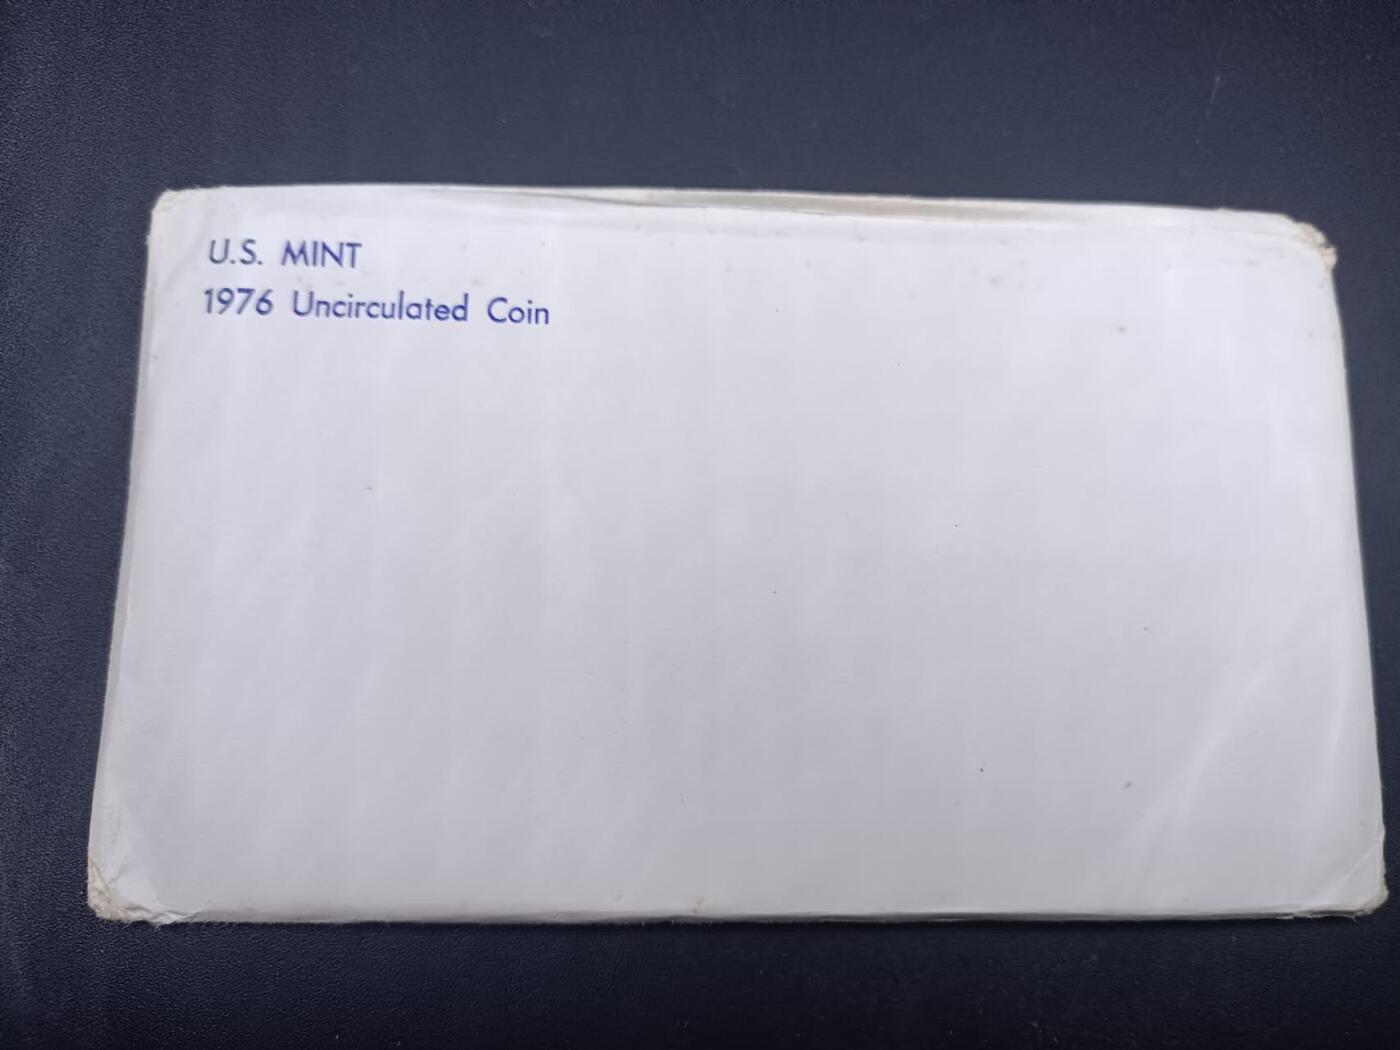 U.S. MINT
1976 Uncirculated Coin